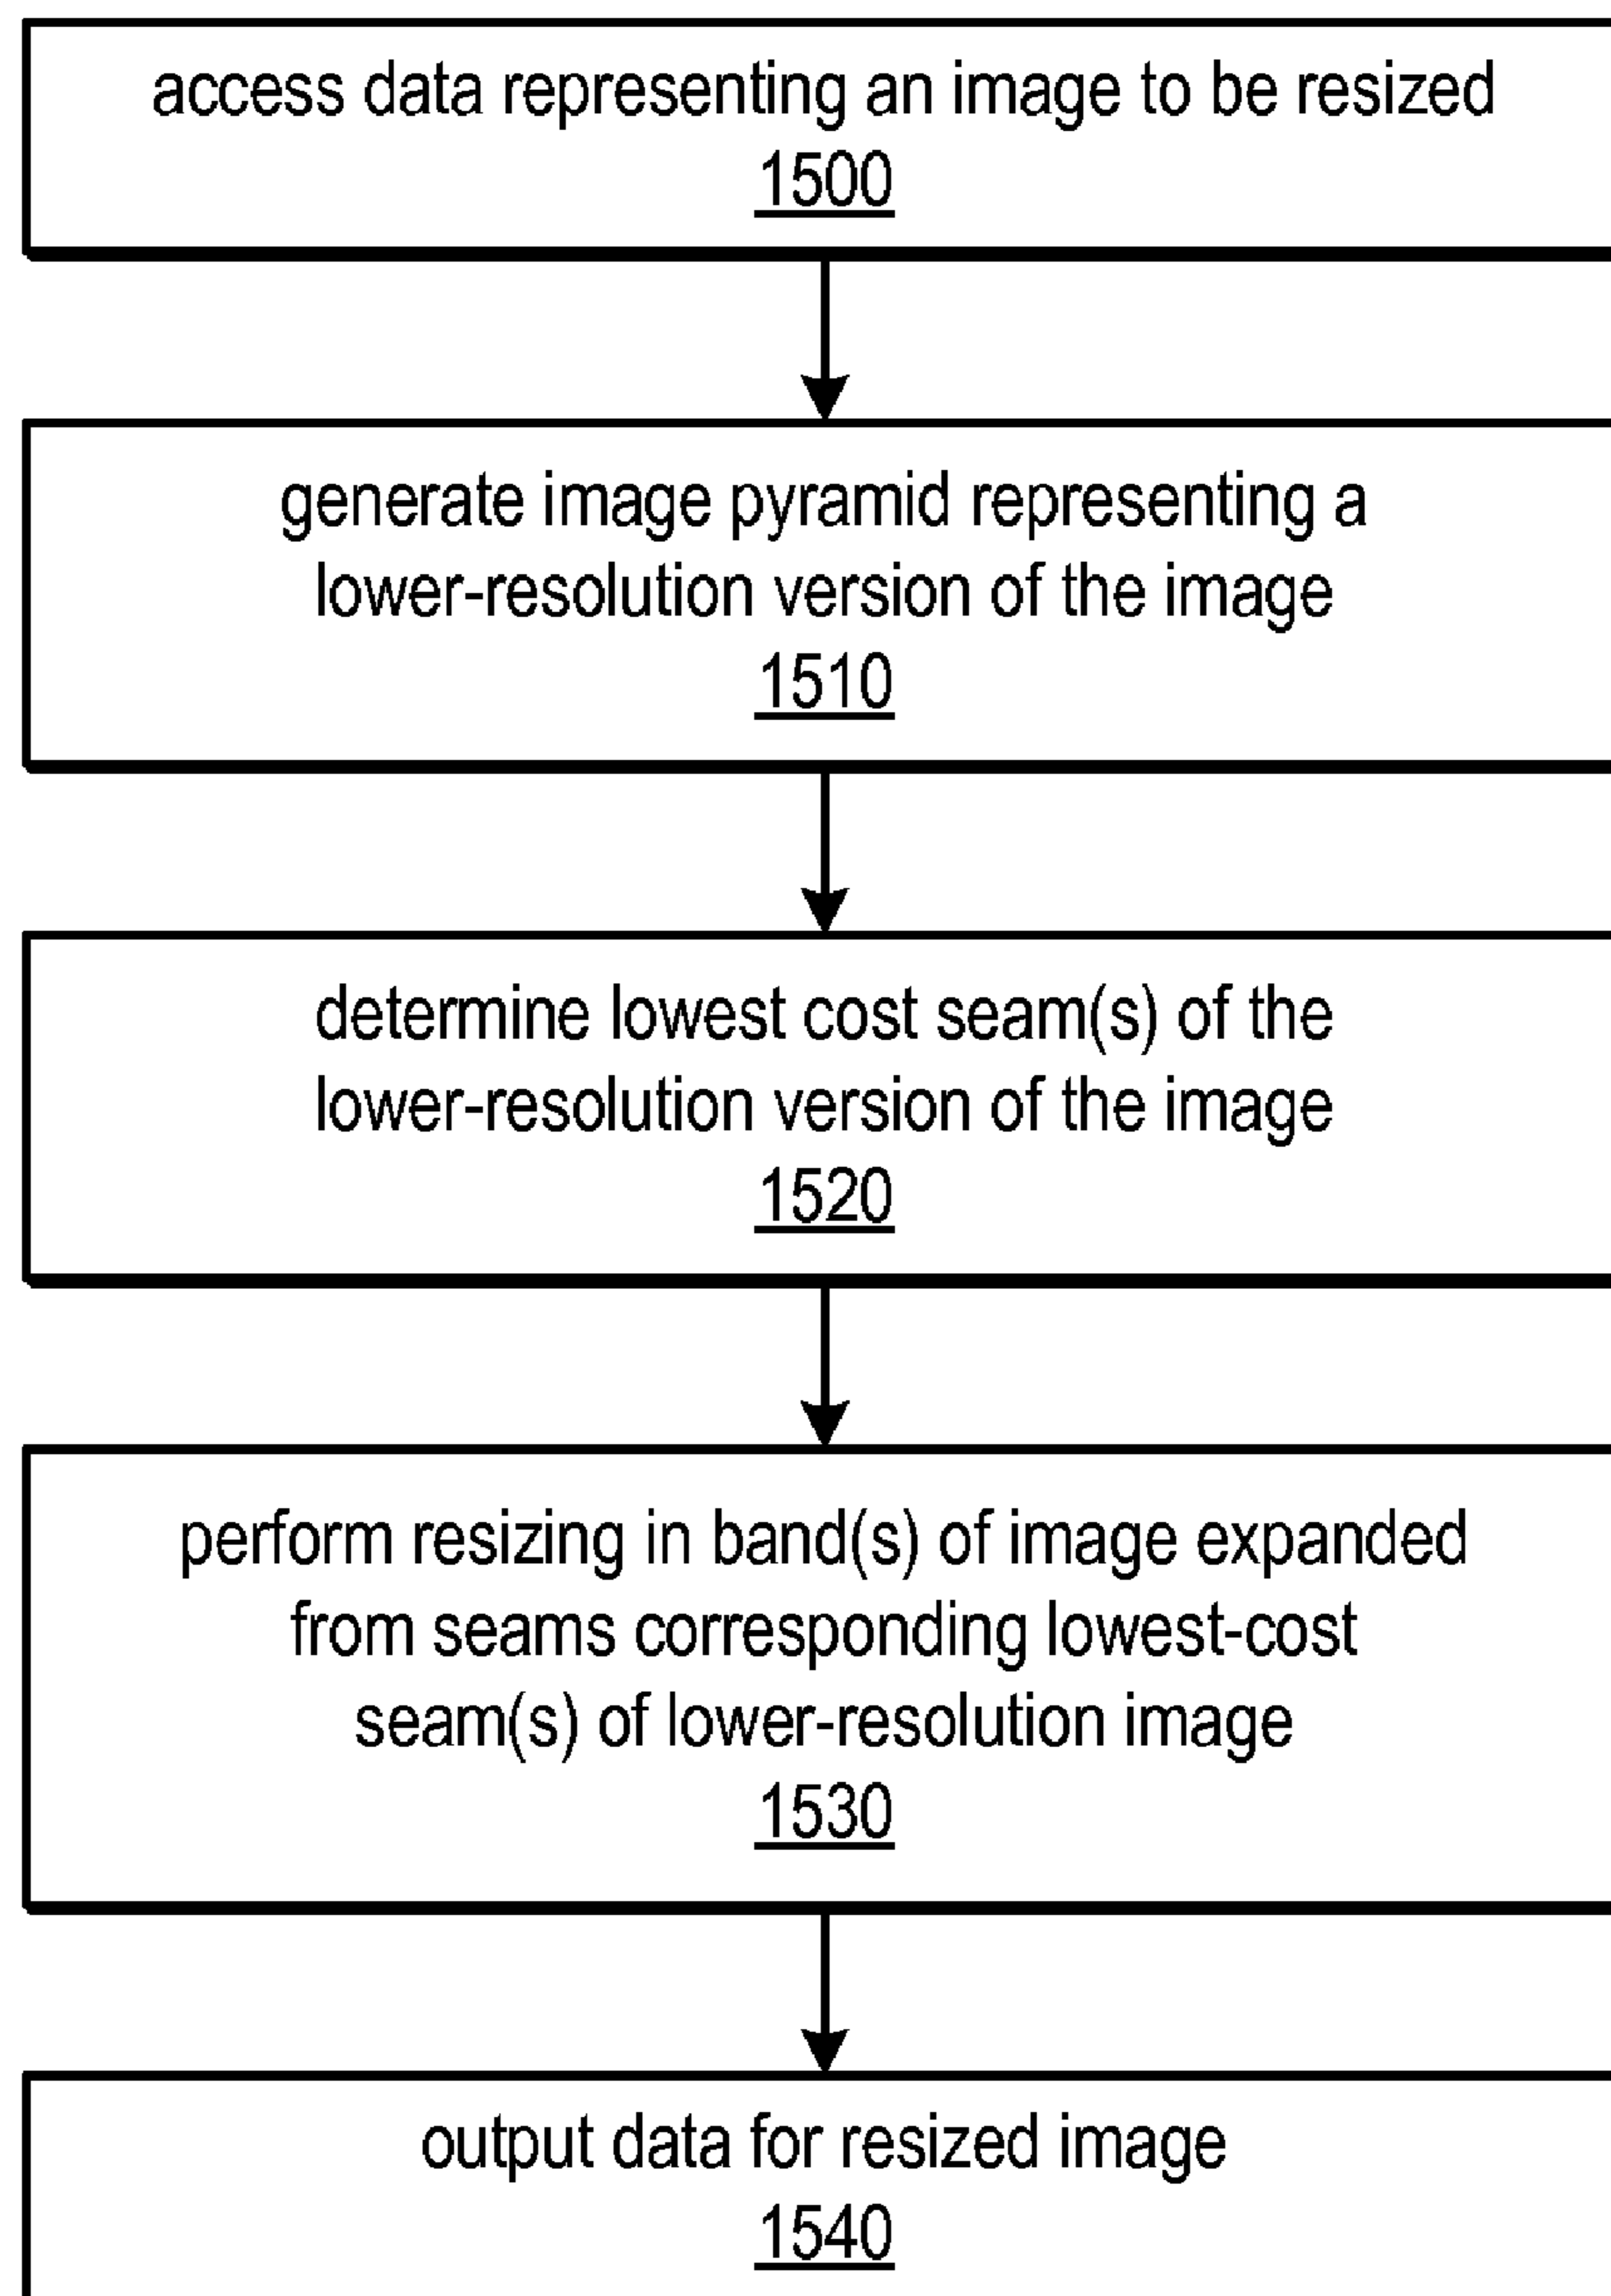 access data representing an image to be resized
1500
generate image pyramid representing a
lower-resolution version of the image
1510
determine lowest cost seam(s) of the
lower-resolution version of the image
1520
perform resizing in band(s) of image expanded
from seams corresponding lowest-cost
seam(s) of lower-resolution image
1530
output data for resized image
1540